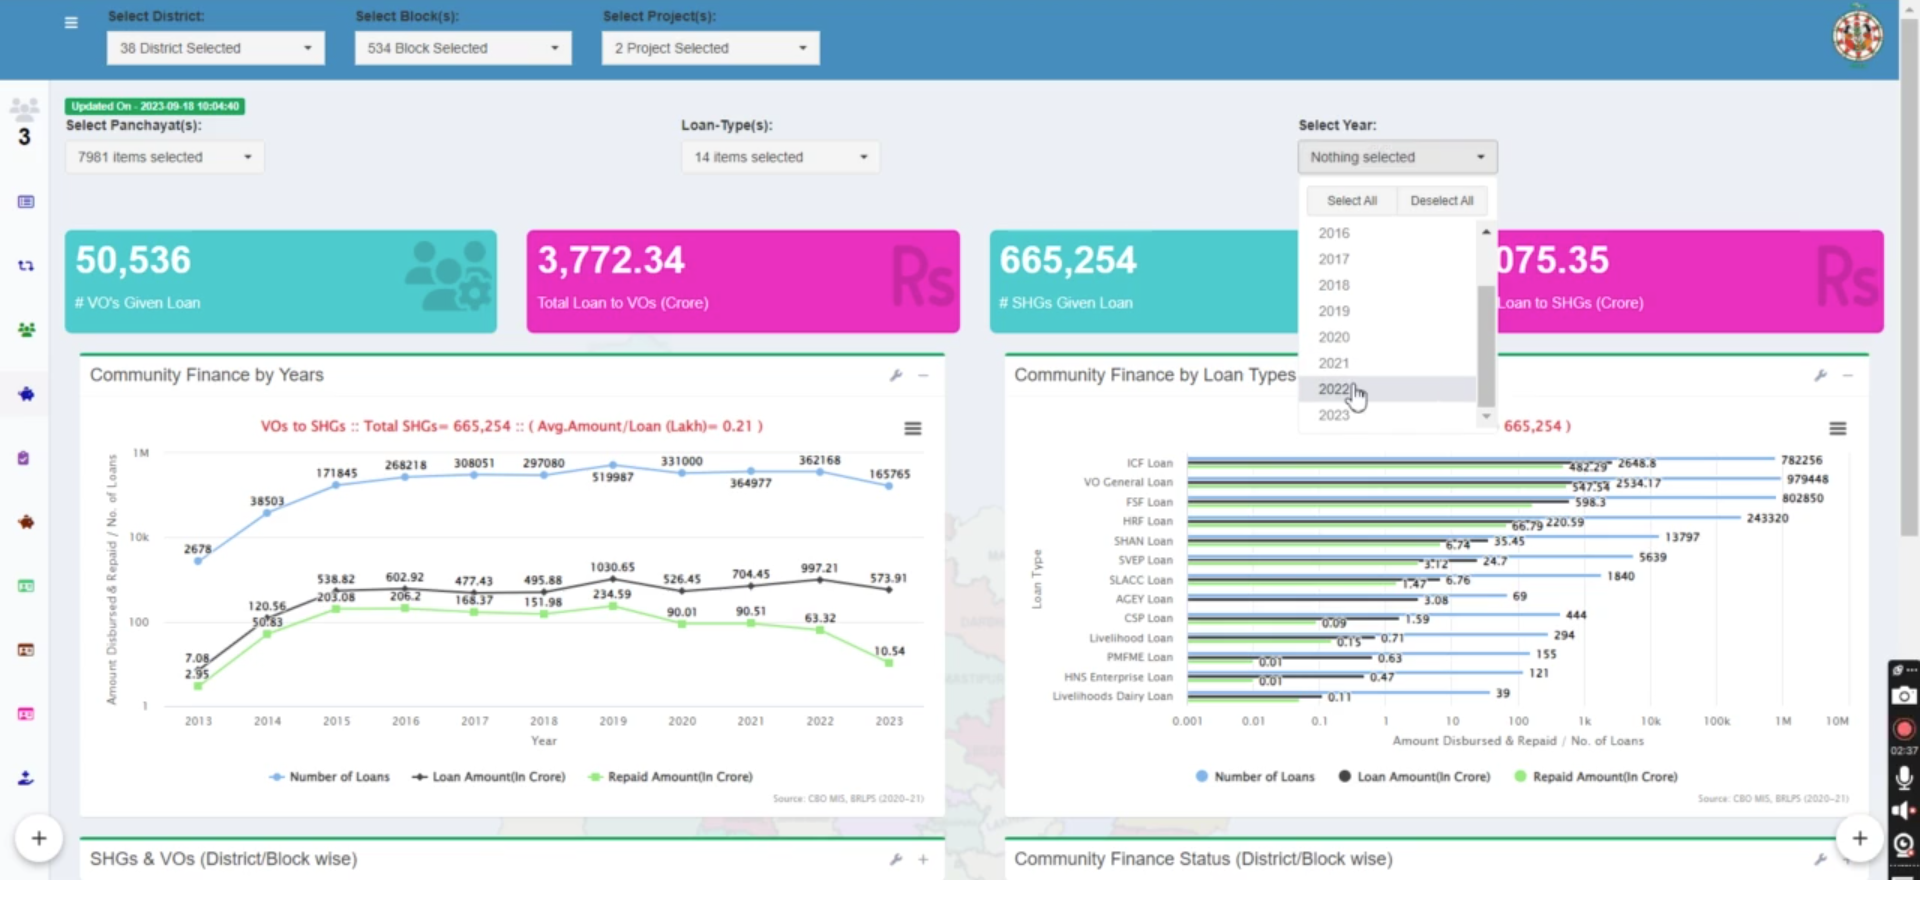 Select District:
Select Block(s):
Select Project(s):
38 District Selected
534 Block Selected
2 Project Selected
Updated On - 2023-09-18 10:04:40
3
Select Panchayat(s):
Loan-Type(s):
Select Year:
7981 items selected
14 items selected
Nothing selected
Select All
Deselect All
2016
2017
2018
2019
2020
2021
2022
2023
50,536
# VO's Given Loan
3,772.34
Total Loan to VOs (Crore)
Rs
665,254
# SHGs Given Loan
075.35
Loan to SHGs (Crore)
Rs
Community Finance by Years
VOs to SHGs :: Total SHGs= 665,254 :: ( Avg.Amount/Loan (Lakh)= 0.21 )
Amount Disbursed & Repaid / No. of Loans
1M
10k
100
1
2678
38503
171845
268218
308051
297080
519987
331000
364977
362168
165765
7.08
120.56
538.82
602.92
477.43
495.88
1030.65
526.45
704.45
997.21
573.91
2.95
50.83
203.08
206.2
168.37
151.98
234.59
90.01
90.51
63.32
10.54
2013
2014
2015
2016
2017
2018
2019
2020
2021
2022
2023
Year
Number of Loans
Loan Amount(In Crore)
Repaid Amount(In Crore)
Source: CBO MIS, BRLPS (2020-21)
Community Finance by Loan Types
665,254 )
Loan Type
ICF Loan
482.29
2648.8
782256
VO General Loan
547.54
2534.17
979448
FSF Loan
598.3
802850
HRF Loan
66.79
220.59
243320
SHAN Loan
6.74
35.45
13797
SVEP Loan
3.12
24.7
5639
SLACC Loan
1.47
6.76
1840
AGEY Loan
3.08
69
CSP Loan
0.09
1.59
444
Livelihood Loan
0.15
0.71
294
PMFME Loan
0.01
0.63
155
HNS Enterprise Loan
0.01
0.47
121
Livelihoods Dairy Loan
0.11
39
0.001
0.01
0.1
1
10
100
1k
10k
100k
1M
10M
Amount Disbursed & Repaid / No. of Loans
Number of Loans
Loan Amount(In Crore)
Repaid Amount(In Crore)
Source: CBO MIS, BRLPS (2020-21)
SHGs & VOs (District/Block wise)
Community Finance Status (District/Block wise)
02:37